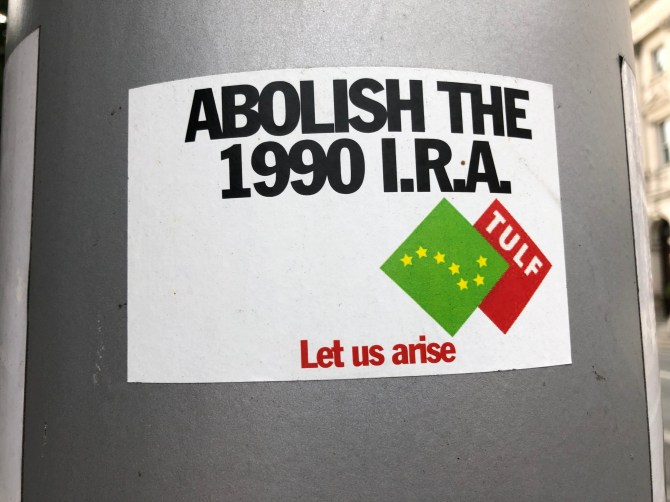 ABOLISH THE
1990 I.R.A.
TULF
Let us arise